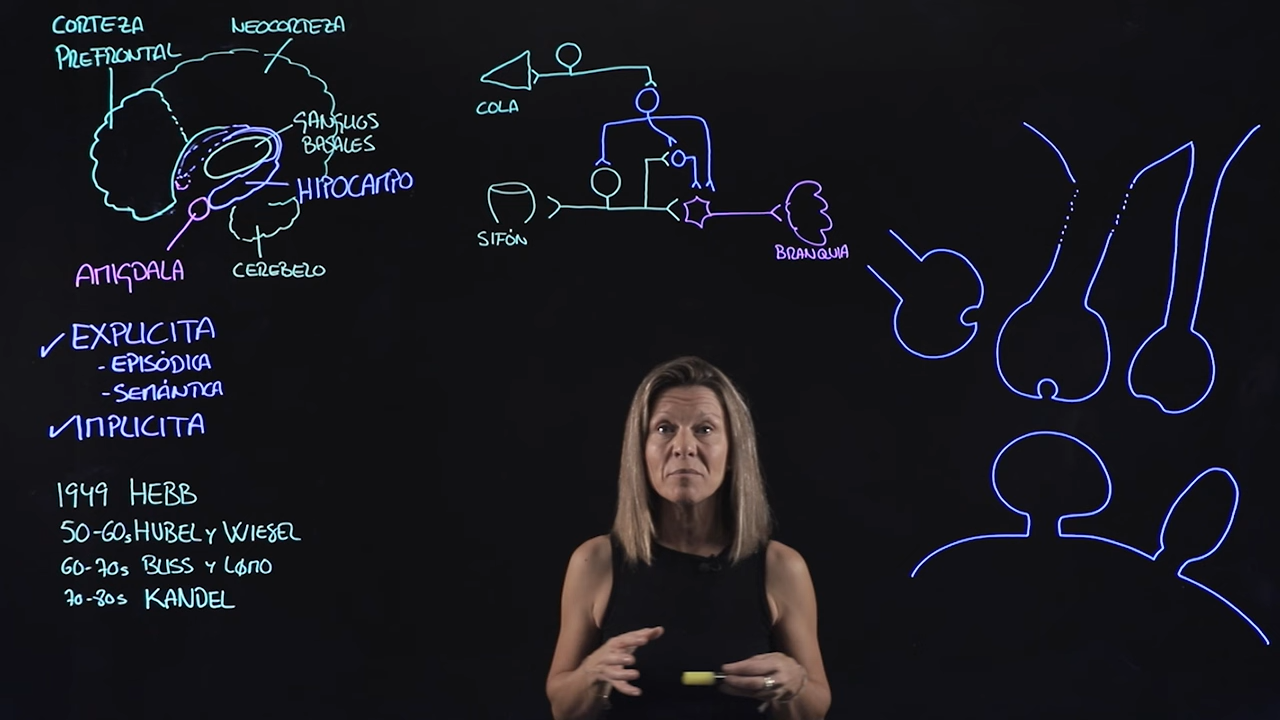 CORTEZA
PREFRONTAL
NEOCORTEZA
GANGLIOS
BASALES
HIPOCAMPO
AMIGDALA
CEREBELO
✓ EXPLICITA
- EPISÓDICA
- SEMÁNTICA
✓ IMPLICITA
1949 HEBB
50-60s HUBEL Y WIESEL
60-70s BLISS Y LØMO
70-80s KANDEL
COLA
SIFÓN
BRANQUIA